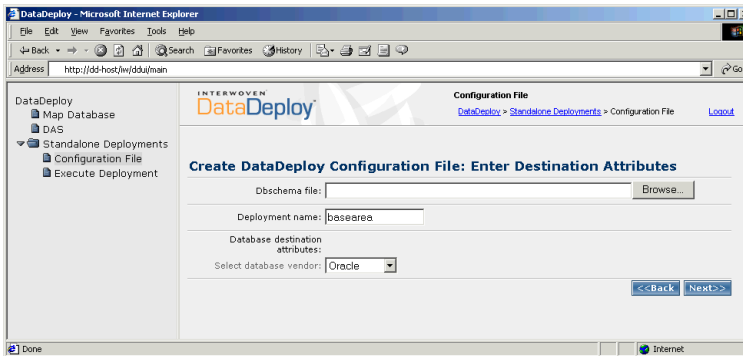 DataDeploy - Microsoft Internet Explorer
File Edit View Favorites Tools Help
Back Search Favorites History
Address http://dd-host/iw/ddui/main Go
DataDeploy
Map Database
DAS
Standalone Deployments
Configuration File
Execute Deployment
INTERWOVEN
DataDeploy
Configuration File
DataDeploy > Standalone Deployments > Configuration File Logout
Create DataDeploy Configuration File: Enter Destination Attributes
Dbschema file: Browse...
Deployment name: basearea
Database destination
attributes:
Select database vendor: Oracle
<<Back Next>>
Done Internet